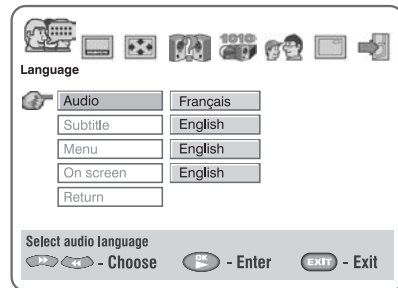 1010
Language
Audio Français
Subtitle English
Menu English
On screen English
Return
Select audio language
- Choose OK - Enter EXIT - Exit